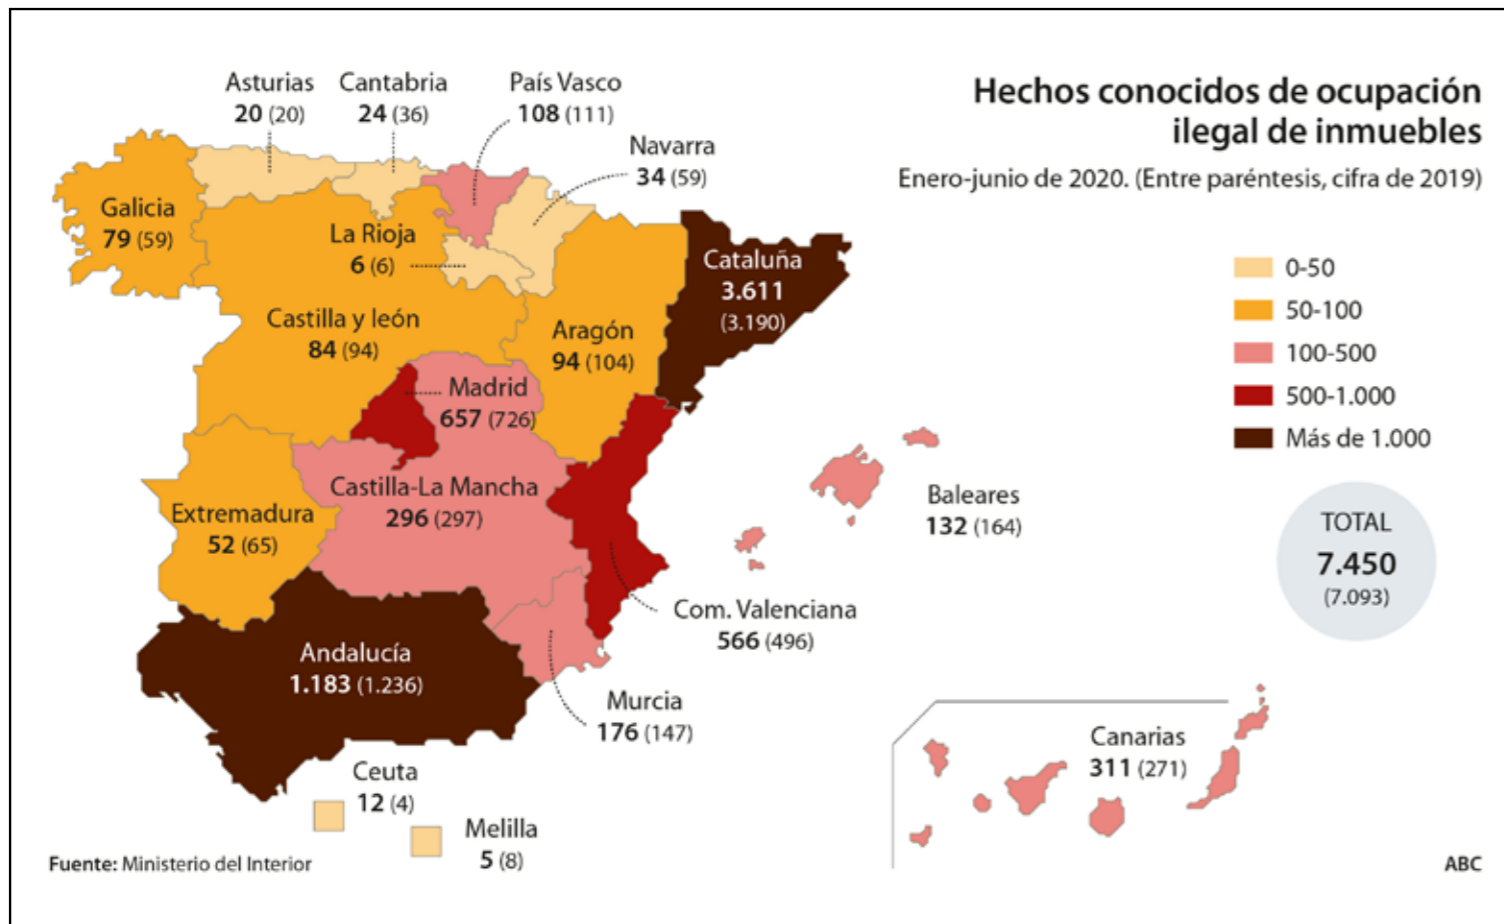 Hechos conocidos de ocupación
ilegal de inmuebles
Enero-junio de 2020. (Entre paréntesis, cifra de 2019)
Asturias
20 (20)
Cantabria
24 (36)
País Vasco
108 (111)
Navarra
34 (59)
Galicia
79 (59)
La Rioja
6 (6)
Cataluña
3.611
(3.190)
Castilla y león
84 (94)
Aragón
94 (104)
Madrid
657 (726)
Castilla-La Mancha
296 (297)
Extremadura
52 (65)
Baleares
132 (164)
Com. Valenciana
566 (496)
Andalucía
1.183 (1.236)
Murcia
176 (147)
Canarias
311 (271)
Ceuta
12 (4)
Melilla
5 (8)
0-50
50-100
100-500
500-1.000
Más de 1.000
TOTAL
7.450
(7.093)
Fuente: Ministerio del Interior
ABC